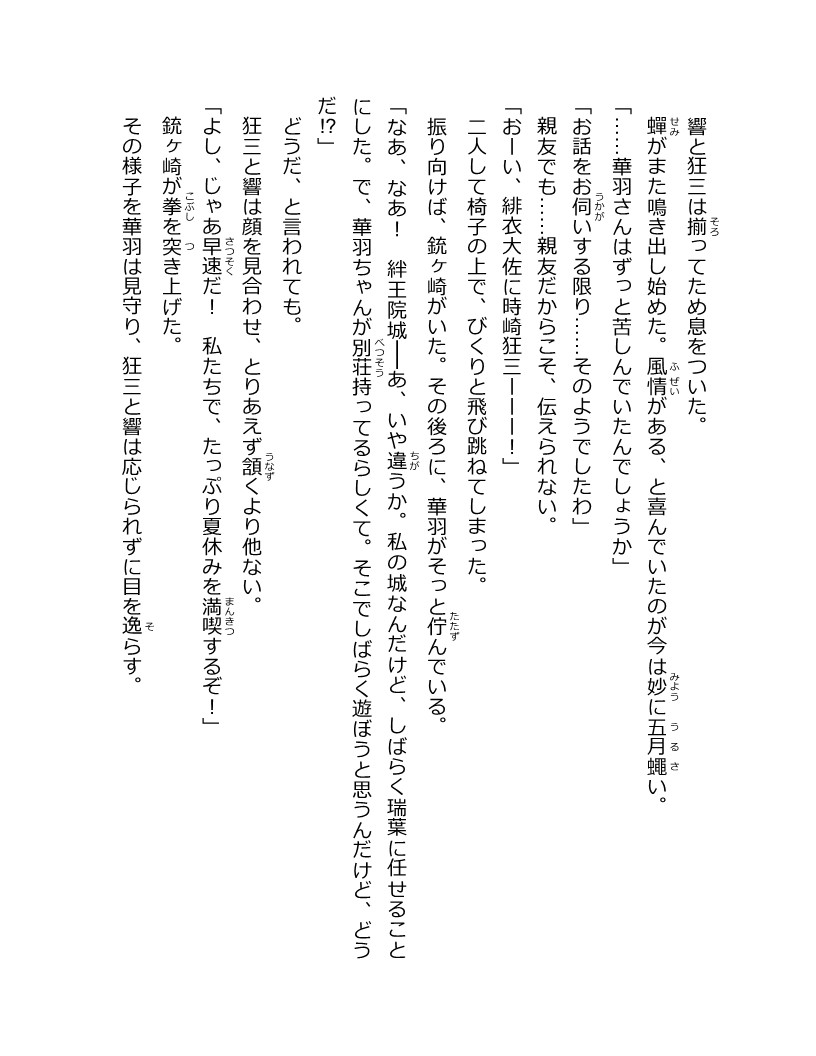 響と狂三は揃ってため息をついた。
蟬がまた鳴き出し始めた。風情がある、と喜んでいたのが今は妙に五月蠅い。
「……華羽さんはずっと苦しんでいたんでしょうか」
「お話をお伺いする限り……そのようでしたわ」
親友でも……親友だからこそ、伝えられない。
「おーい、緋衣大佐に時崎狂三ーーー！」
二人して椅子の上で、びくりと飛び跳ねてしまった。
振り向けば、銃ヶ崎がいた。その後ろに、華羽がそっと佇んでいる。
「なあ、なあ！　絆王院城――あ、いや違うか。私の城なんだけど、しばらく瑞葉に任せること
にした。で、華羽ちゃんが別荘持ってるらしくて。そこでしばらく遊ぼうと思うんだけど、どう
だ!?」
どうだ、と言われても。
狂三と響は顔を見合わせ、とりあえず頷くより他ない。
「よし、じゃあ早速だ！　私たちで、たっぷり夏休みを満喫するぞ！」
銃ヶ崎が拳を突き上げた。
その様子を華羽は見守り、狂三と響は応じられずに目を逸らす。